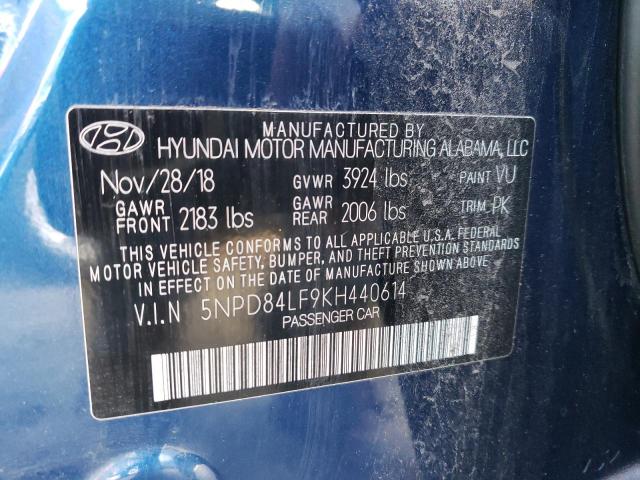 MANUFACTURED BY
HYUNDAI MOTOR MANUFACTURING ALABAMA, LLC
Nov/28/18 GVWR 3924 lbs PAINT VU
GAWR FRONT 2183 lbs GAWR REAR 2006 lbs TRIM PK
THIS VEHICLE CONFORMS TO ALL APPLICABLE U.S.A. FEDERAL
MOTOR VEHICLE SAFETY, BUMPER, AND THEFT PREVENTION STANDARDS
IN EFFECT ON THE DATE OF MANUFACTURE SHOWN ABOVE.
V.I.N 5NPD84LF9KH440614
PASSENGER CAR